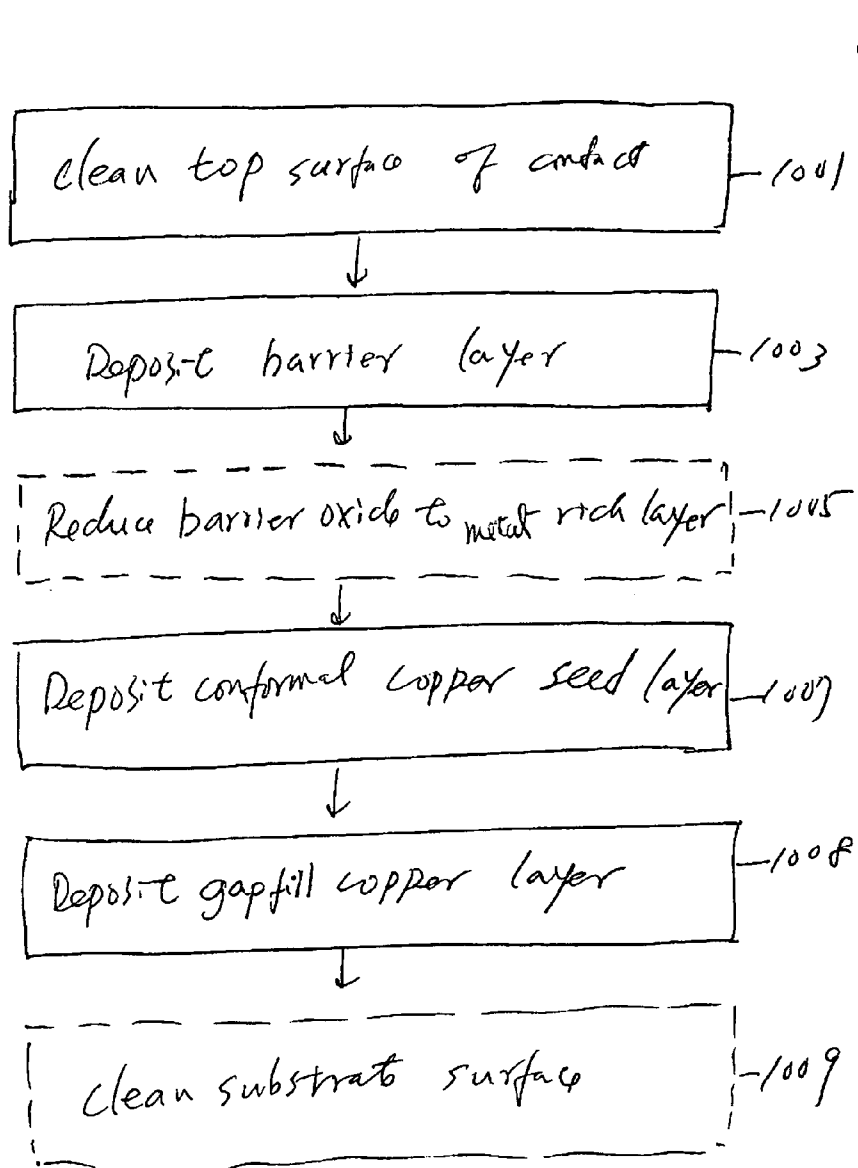 clean top surface of contact 1001
Deposit barrier layer 1003
Reduce barrier oxide to metal rich layer 1005
Deposit conformal copper seed layer 1007
Deposit gapfill copper layer 1008
clean substrate surface 1009